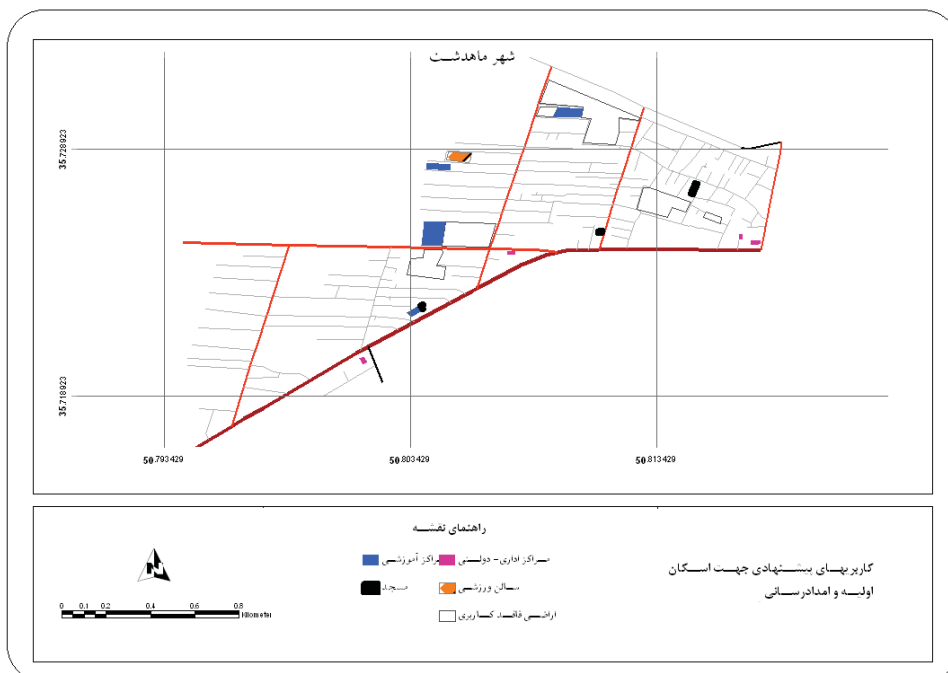 شهر ماهدشت
35.728923
35.718923
50.793429
50.803429
50.813429
راهنمای نقشه
مراکز اداری- دولتی
مراکز آموزشی
سالن ورزشی
مسجد
اراضی فاقد کاربری
کاربریهای پیشنهادی جهت اسکان
اولیه و امدادرسانی
N
0 0.1 0.2 0.4 0.6 0.8
Kilometer